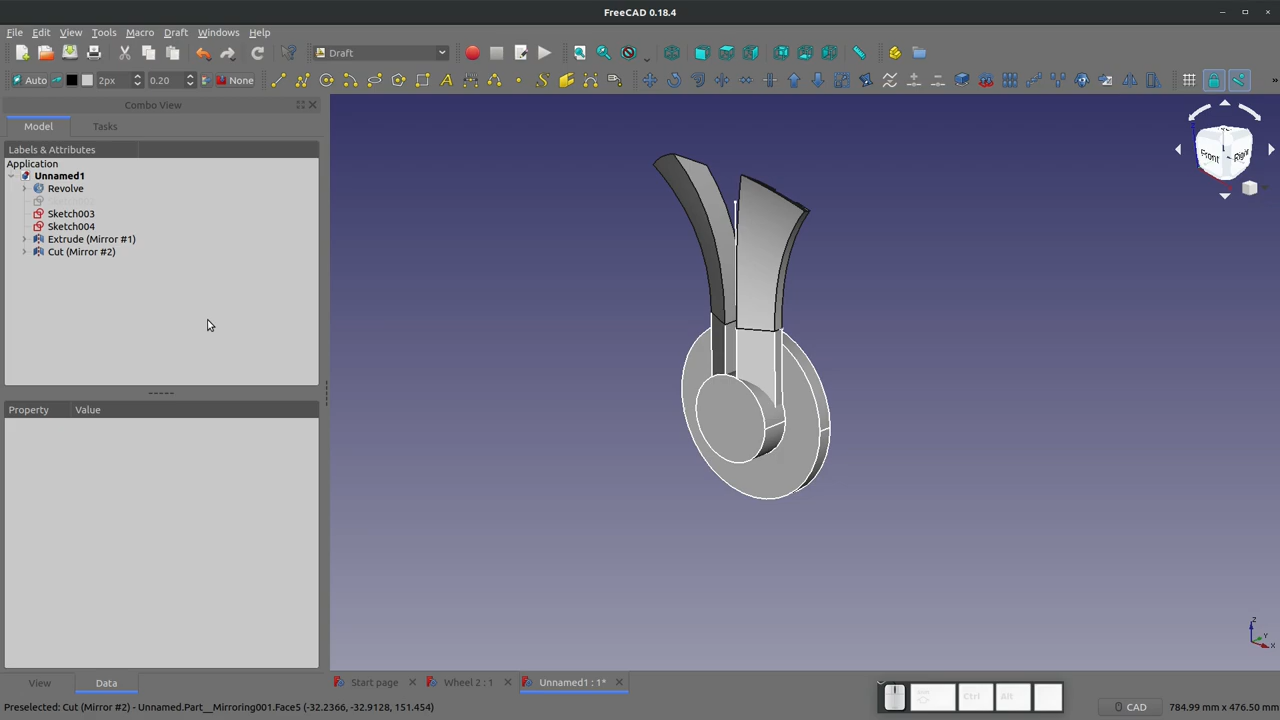 FreeCAD 0.18.4
File Edit View Tools Macro Draft Windows Help
Draft
Auto 2px 0.20 None
Combo View
Model Tasks
Labels & Attributes
Application
Unnamed1
Revolve
Sketch003
Sketch004
Extrude (Mirror #1)
Cut (Mirror #2)
Property Value
View Data
Front Right
Z
Y
X
Start page Wheel 2 : 1 Unnamed1 : 1*
Ctrl Alt
Preselected: Cut (Mirror #2) - Unnamed.Part__Mirroring001.Face5 (-32.2366, -32.9128, 151.454) CAD 784.99 mm x 476.50 mm